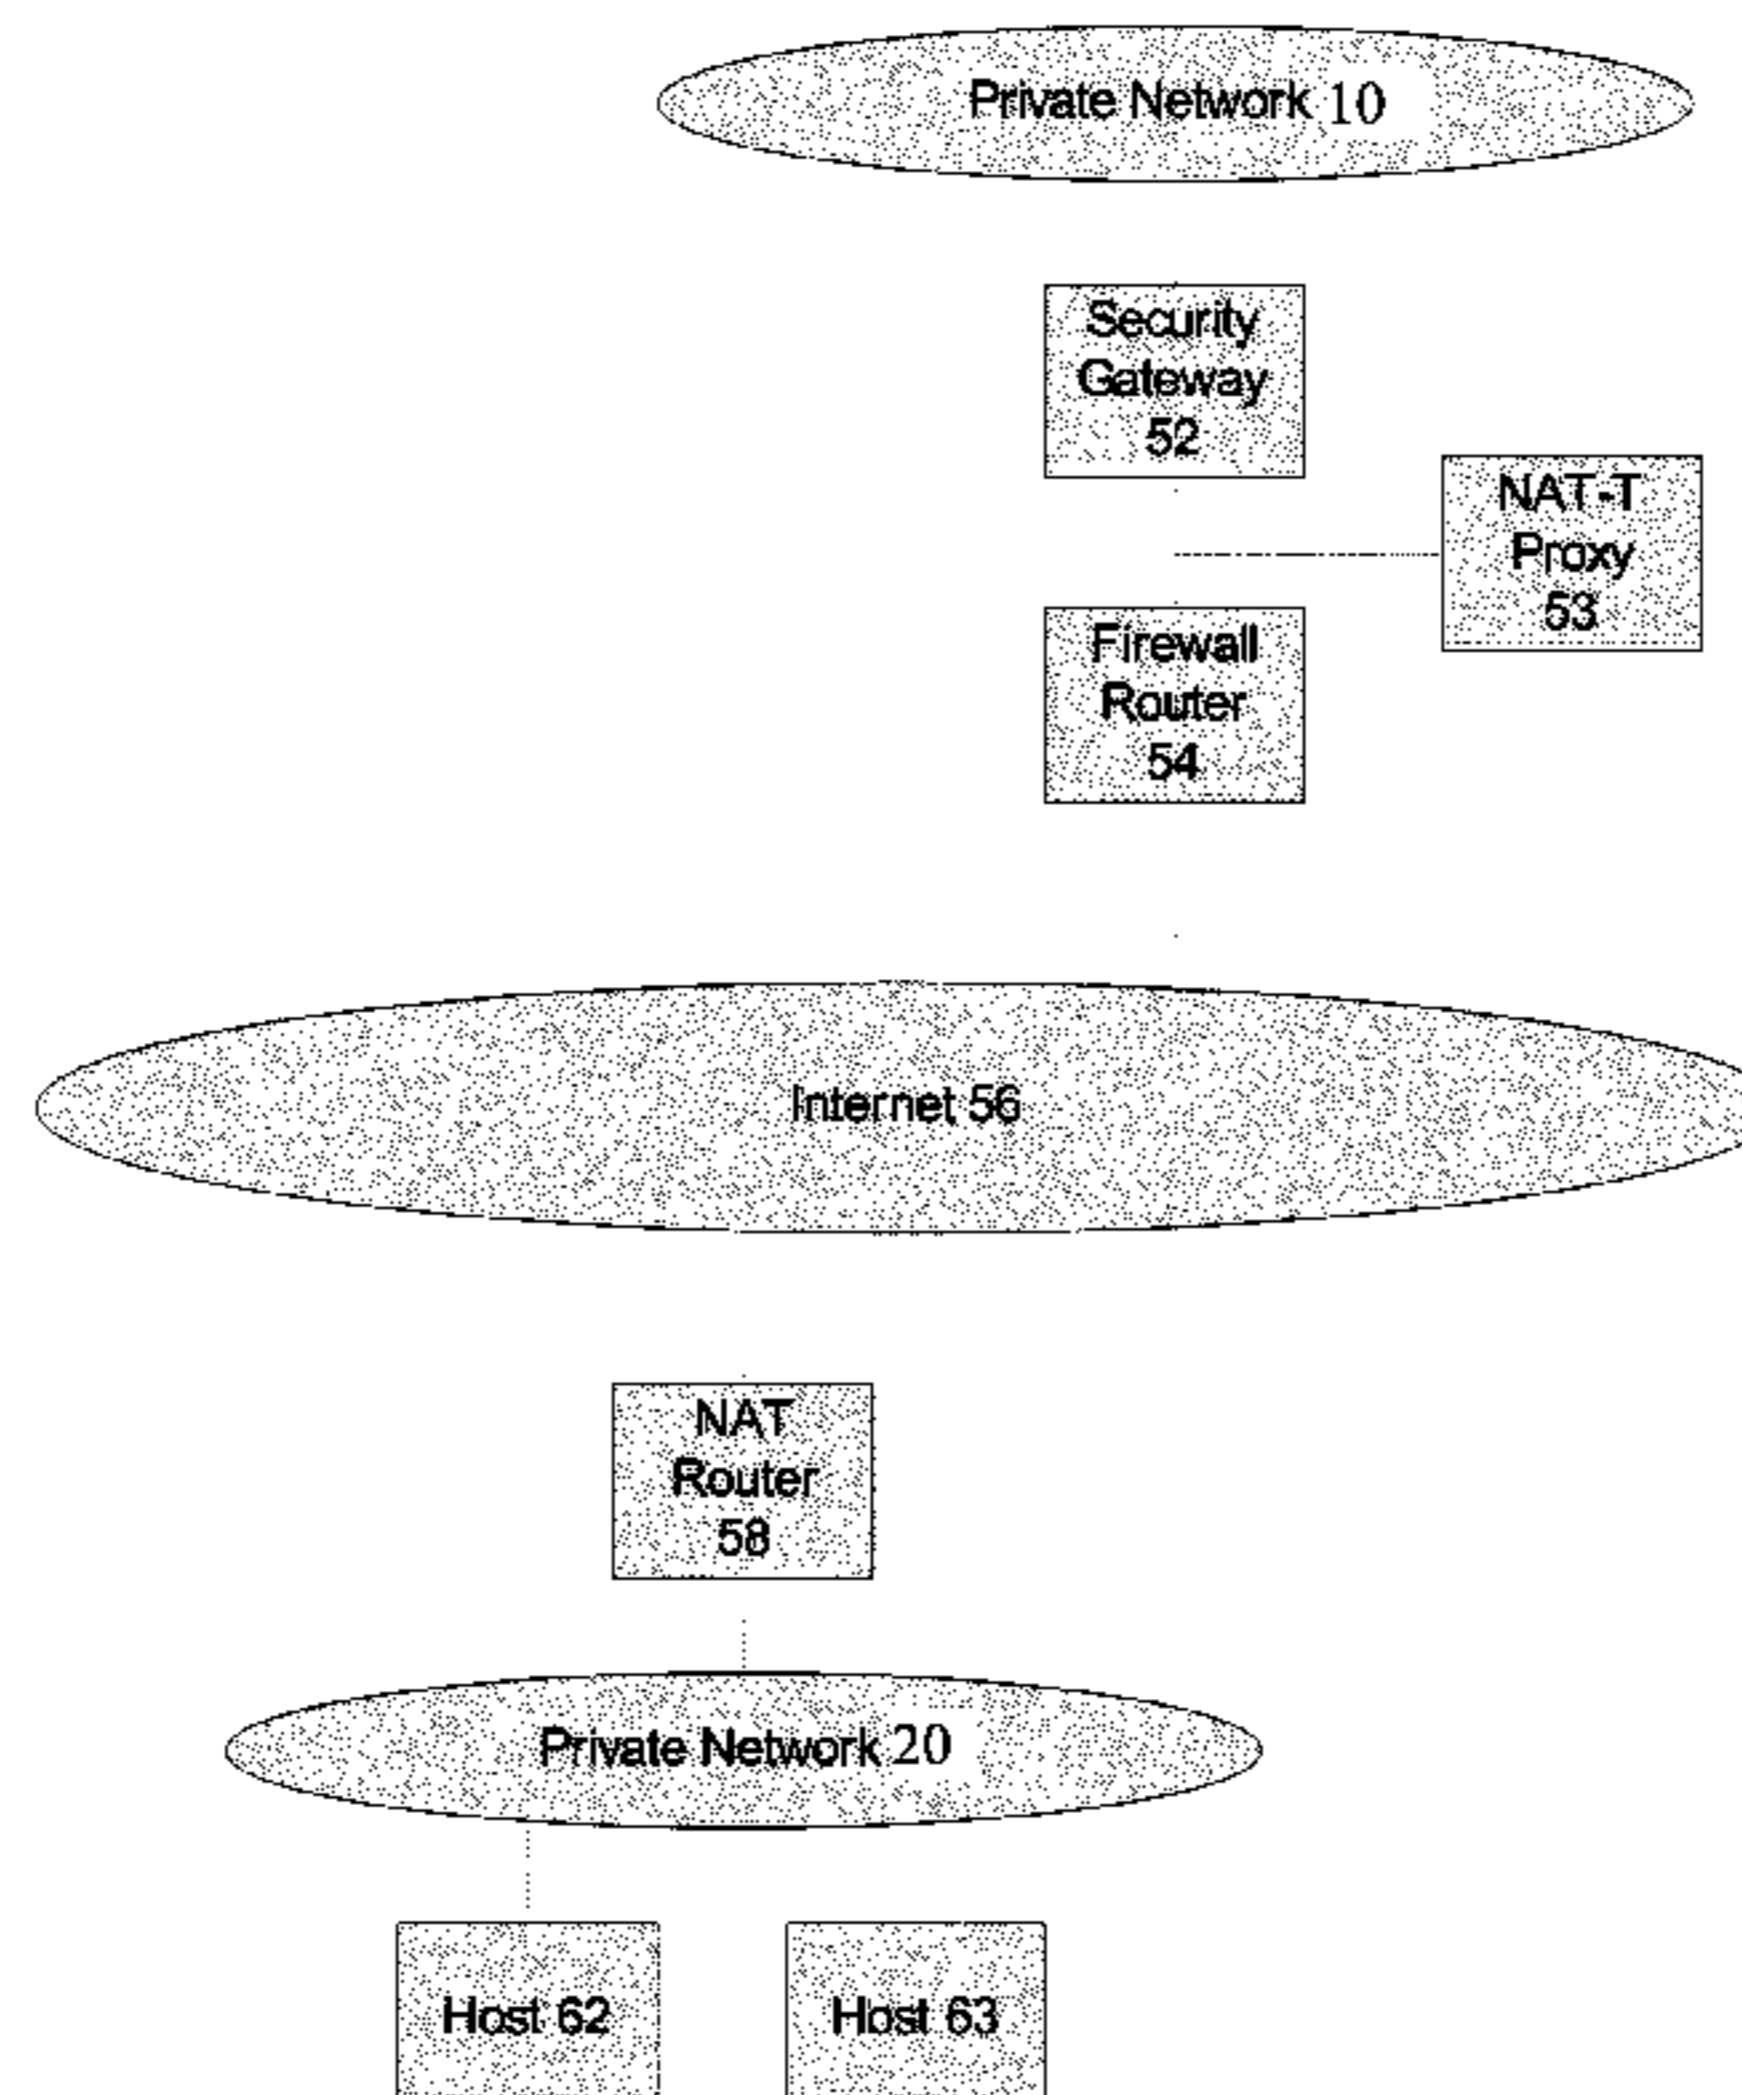 Private Network 10
Security
Gateway
52
NAT-T
Proxy
53
Firewall
Router
54
Internet 56
NAT
Router
58
Private Network 20
Host 62
Host 63